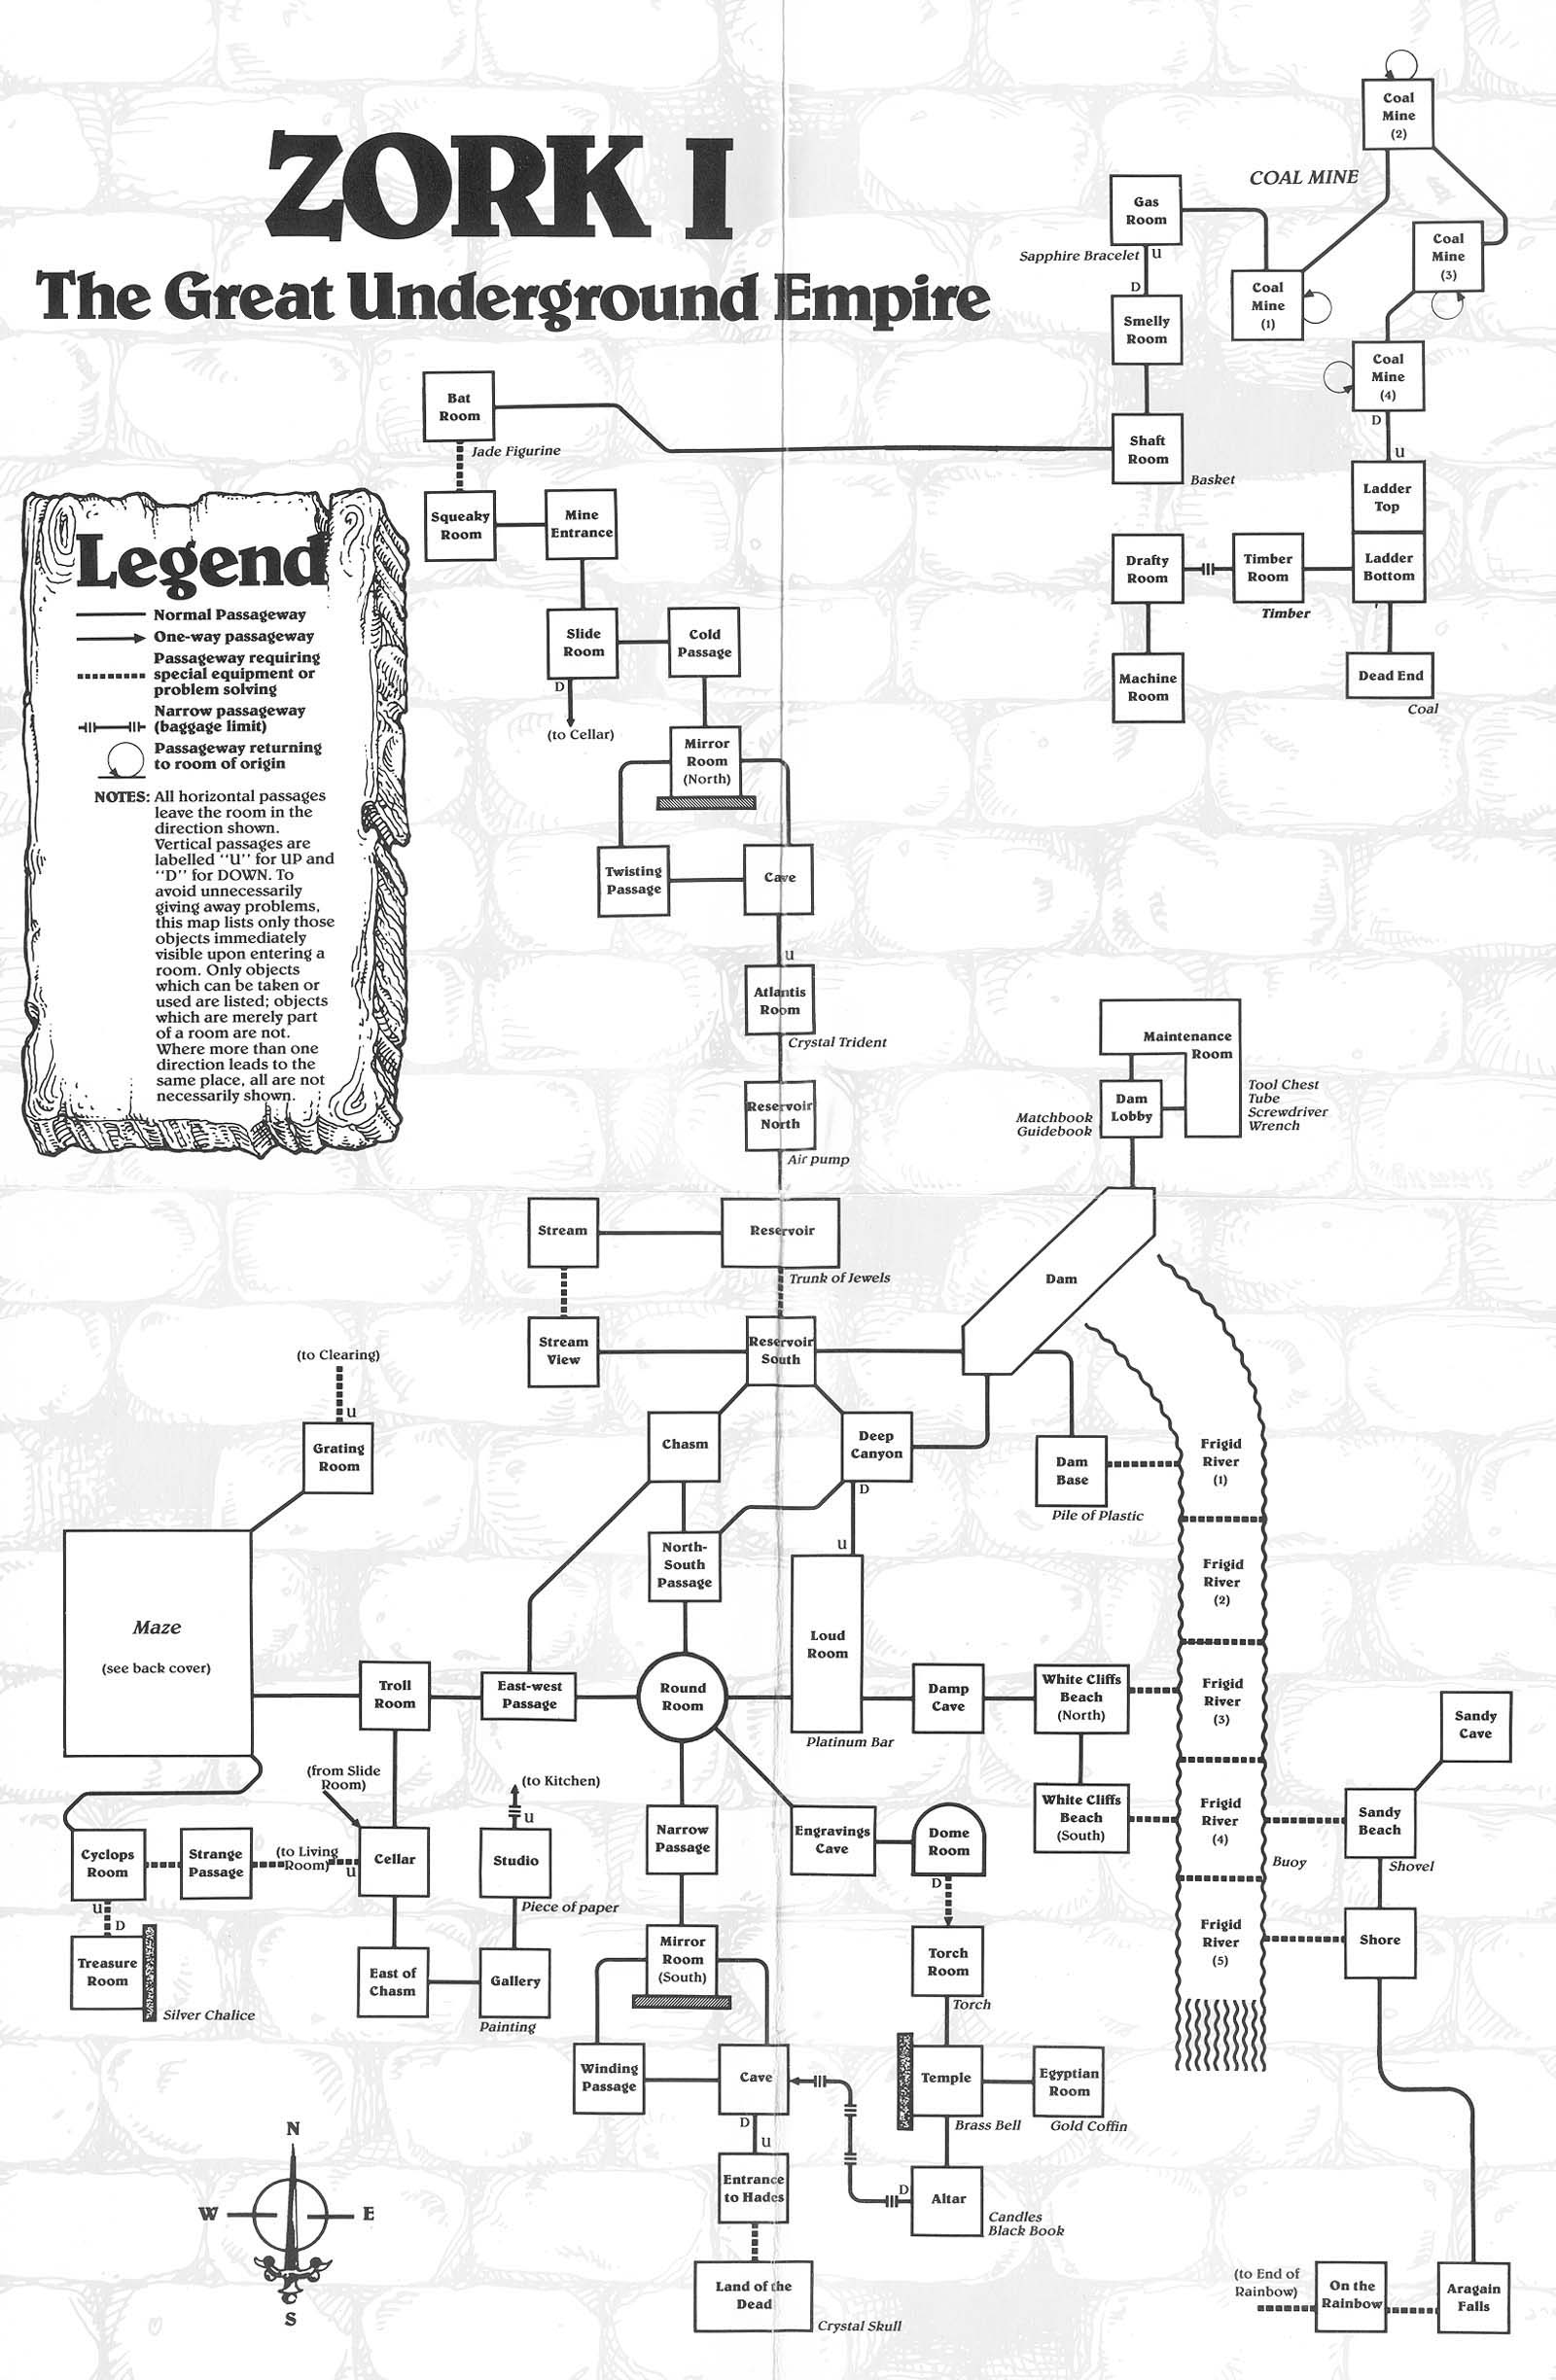 ZORK I
The Great Underground Empire
COAL MINE
Coal
Mine
(2)
Gas
Room
Sapphire Bracelet
U
D
Coal
Mine
(3)
Coal
Mine
(1)
Smelly
Room
Coal
Mine
(4)
D
U
Bat
Room
Jade Figurine
Shaft
Room
Basket
Ladder
Top
Squeaky
Room
Mine
Entrance
Drafty
Room
Timber
Room
Timber
Ladder
Bottom
Legend
Normal Passageway
One-way passageway
Passageway requiring
special equipment or
problem solving
Narrow passageway
(baggage limit)
Passageway returning
to room of origin
NOTES: All horizontal passages
leave the room in the
direction shown.
Vertical passages are
labelled "U" for UP and
"D" for DOWN. To
avoid unnecessarily
giving away problems,
this map lists only those
objects immediately
visible upon entering a
room. Only objects
which can be taken or
used are listed; objects
which are merely part
of a room are not.
Where more than one
direction leads to the
same place, all are not
necessarily shown.
Slide
Room
D
(to Cellar)
Cold
Passage
Machine
Room
Dead End
Coal
Mirror
Room
(North)
Twisting
Passage
Cave
U
Atlantis
Room
Crystal Trident
Maintenance
Room
Dam
Lobby
Matchbook
Guidebook
Tool Chest
Tube
Screwdriver
Wrench
Reservoir
North
Air pump
Stream
Reservoir
Trunk of Jewels
Dam
Stream
View
Reservoir
South
(to Clearing)
U
Grating
Room
Chasm
Deep
Canyon
D
Dam
Base
Pile of Plastic
Frigid
River
(1)
North-
South
Passage
U
Frigid
River
(2)
Maze
(see back cover)
Loud
Room
Platinum Bar
Troll
Room
East-west
Passage
Round
Room
Damp
Cave
White Cliffs
Beach
(North)
Frigid
River
(3)
Sandy
Cave
(from Slide
Room)
(to Kitchen)
U
White Cliffs
Beach
(South)
Frigid
River
(4)
Buoy
Sandy
Beach
Shovel
Cyclops
Room
Strange
Passage
(to Living
Room)
U
Cellar
Studio
Piece of paper
Narrow
Passage
Engravings
Cave
Dome
Room
D
U
D
Treasure
Room
Silver Chalice
East of
Chasm
Gallery
Painting
Mirror
Room
(South)
Torch
Room
Torch
Frigid
River
(5)
Shore
Winding
Passage
Cave
D
U
Temple
Brass Bell
Egyptian
Room
Gold Coffin
N
W
E
S
Entrance
to Hades
D
Altar
Candles
Black Book
Land of the
Dead
Crystal Skull
(to End of
Rainbow)
On the
Rainbow
Aragain
Falls